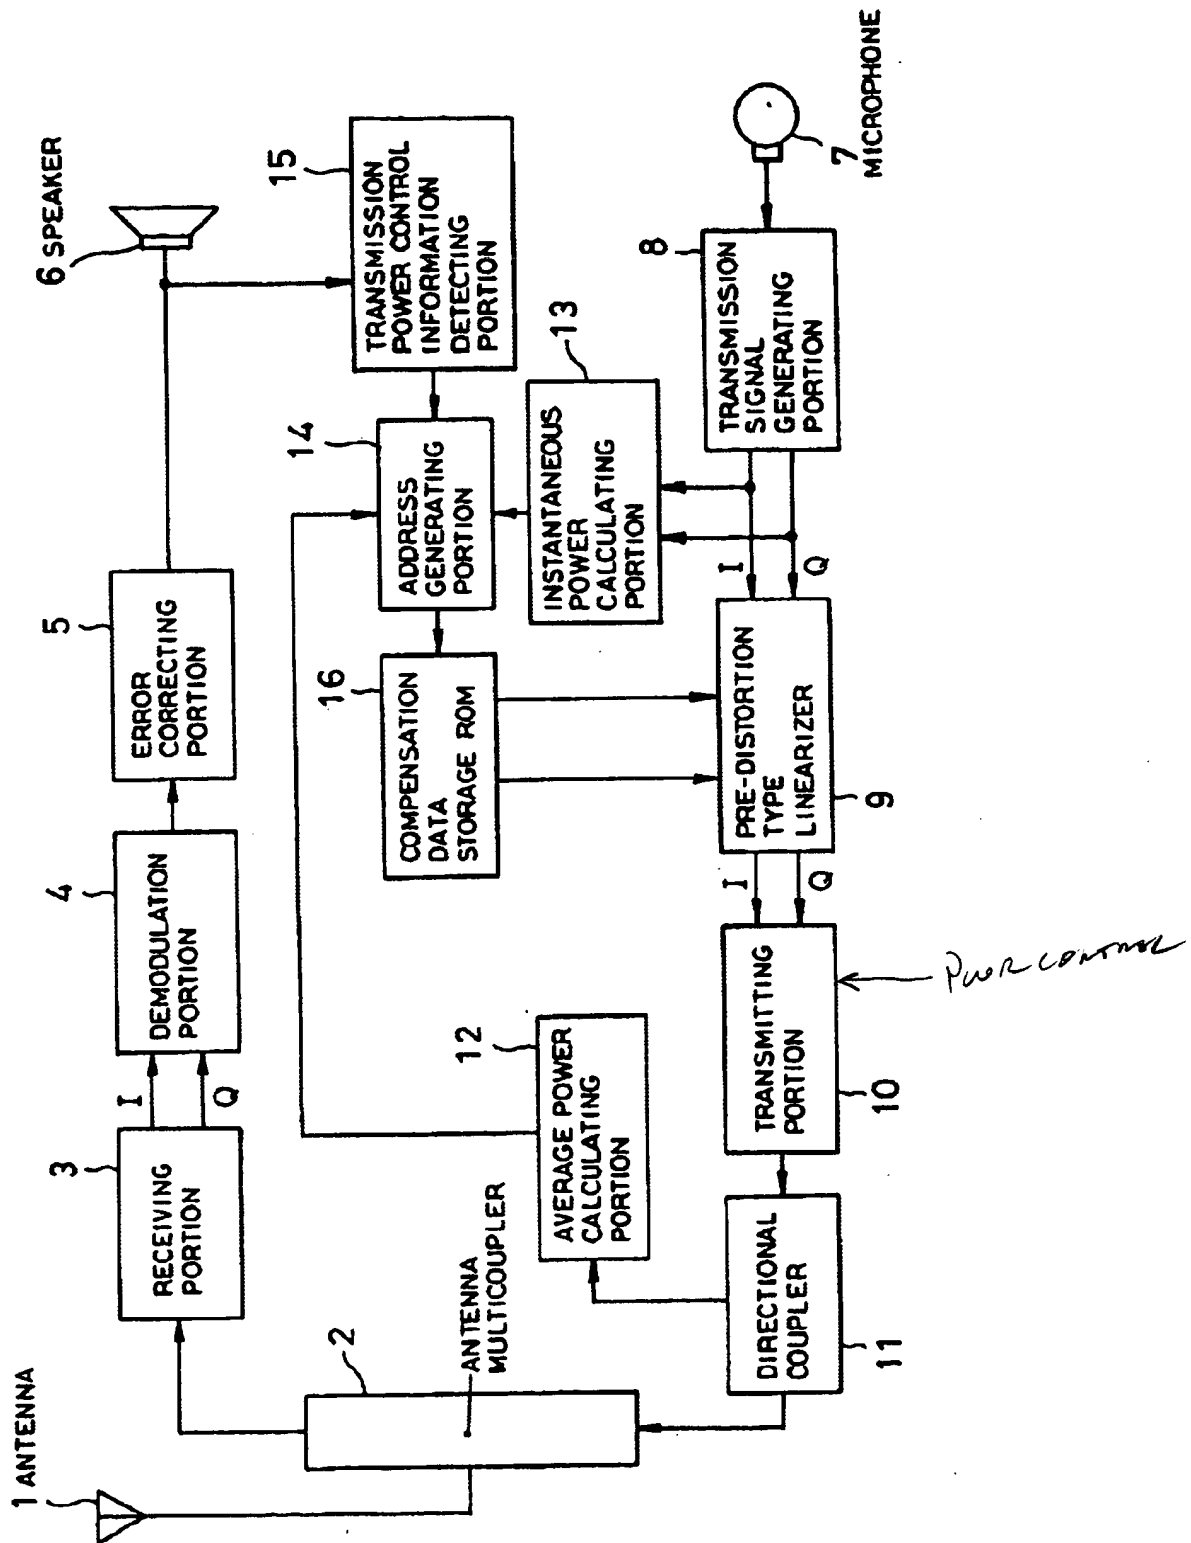 1 ANTENNA
2
ANTENNA
MULTICOUPLER
3
RECEIVING
PORTION
I
Q
4
DEMODULATION
PORTION
5
ERROR
CORRECTING
PORTION
6 SPEAKER
15
TRANSMISSION
POWER CONTROL
INFORMATION
DETECTING
PORTION
14
ADDRESS
GENERATING
PORTION
16
COMPENSATION
DATA
STORAGE ROM
12
AVERAGE POWER
CALCULATING
PORTION
13
INSTANTANEOUS
POWER
CALCULATING
PORTION
11
DIRECTIONAL
COUPLER
10
TRANSMITTING
PORTION
I
Q
9
PRE-DISTORTION
TYPE
LINEARIZER
I
Q
8
TRANSMISSION
SIGNAL
GENERATING
PORTION
7
MICROPHONE
Power control